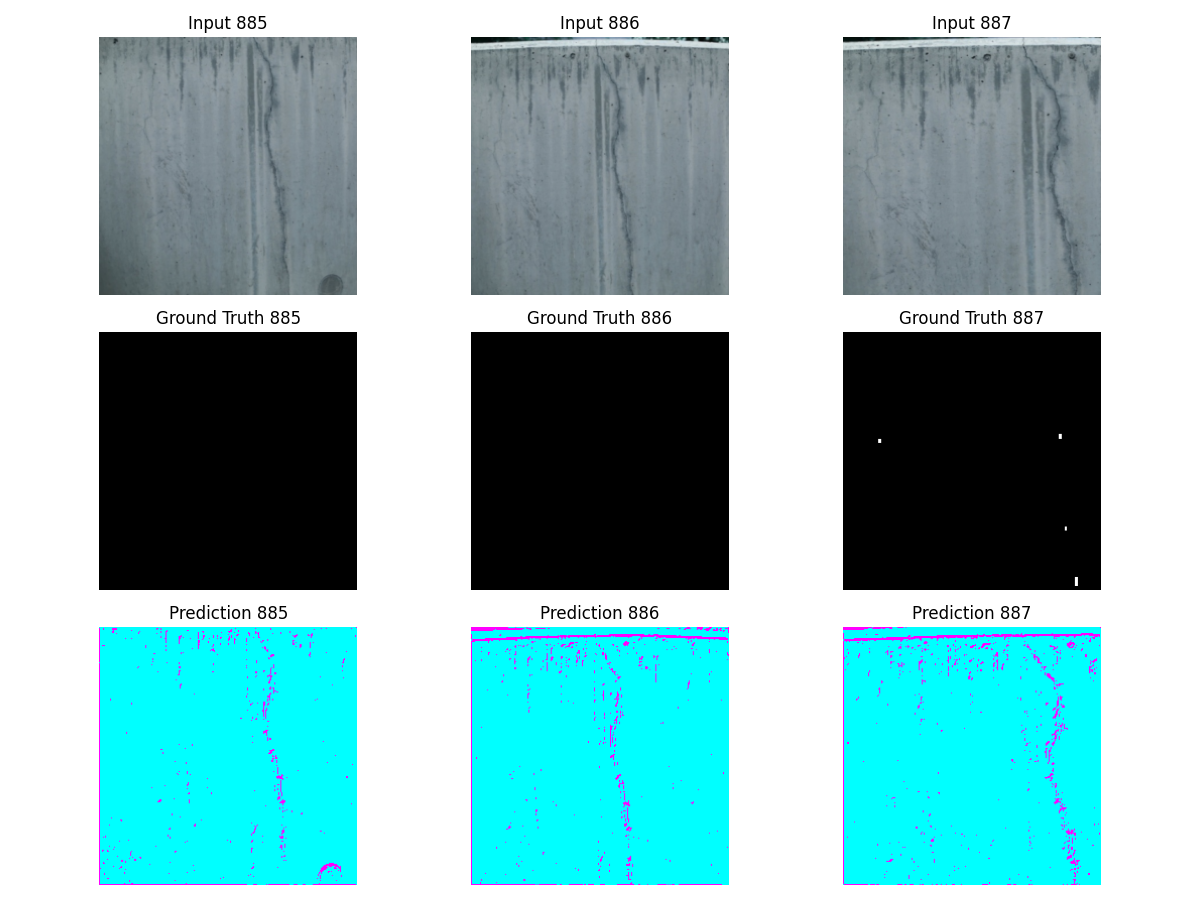 Input 885
Input 886
Input 887
Ground Truth 885
Ground Truth 886
Ground Truth 887
Prediction 885
Prediction 886
Prediction 887